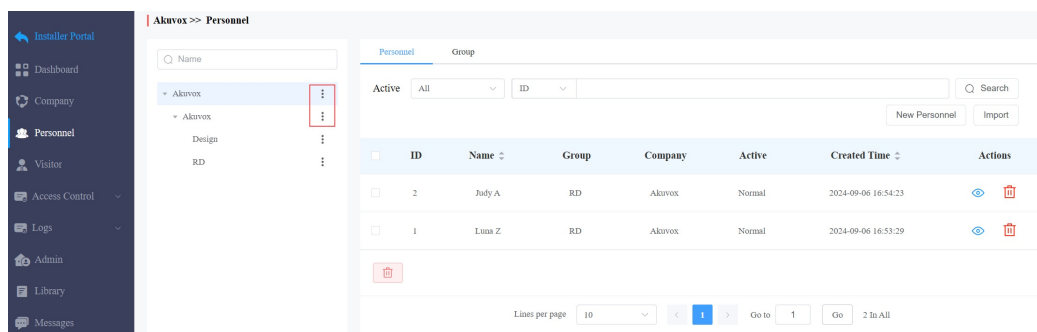 Akuvox >> Personnel
Installer Portal
Dashboard
Company
Personnel
Visitor
Access Control
Logs
Admin
Library
Messages
Name
Akuvox
Akuvox
Design
RD
Personnel Group
Active All ID Search
New Personnel Import
ID Name Group Company Active Created Time Actions
2 Judy A RD Akuvox Normal 2024-09-06 16:54:23
1 Luna Z RD Akuvox Normal 2024-09-06 16:53:29
Lines per page 10 < 1 > Go to 1 Go 2 In All